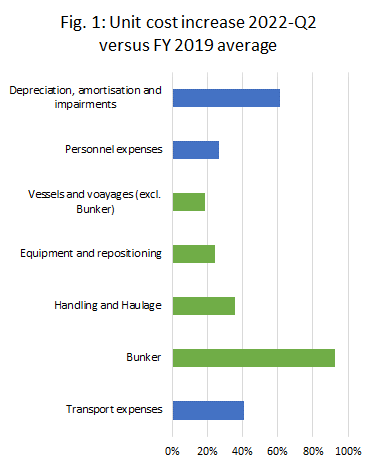 Fig. 1: Unit cost increase 2022-Q2
versus FY 2019 average
Depreciation, amortisation and
impairments
Personnel expenses
Vessels and voayages (excl.
Bunker)
Equipment and repositioning
Handling and Haulage
Bunker
Transport expenses
0% 20% 40% 60% 80% 100%